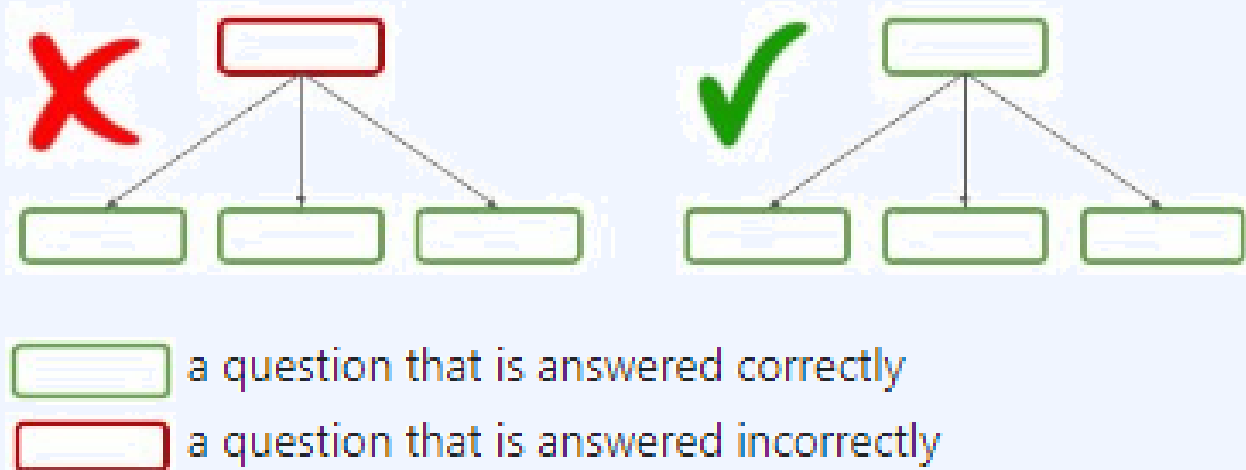 a question that is answered correctly
a question that is answered incorrectly